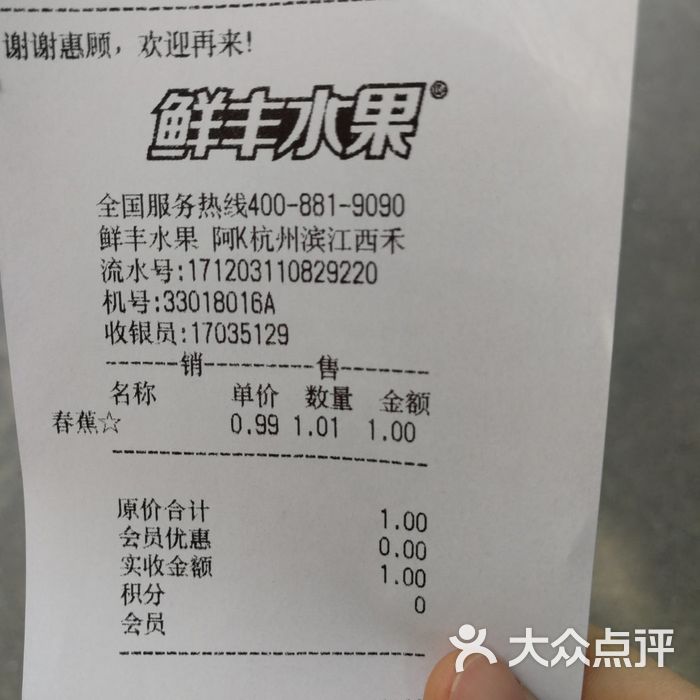 谢谢惠顾，欢迎再来!
鲜丰水果®
全国服务热线400-881-9090
鲜丰水果 阿K杭州滨江西禾
流水号:171203110829220
机号:33018016A
收银员:17035129
-------销-----------售-------
名称 单价 数量 金额
春蕉☆ 0.99 1.01 1.00
原价合计 1.00
会员优惠 0.00
实收金额 1.00
积分 0
会员
大众点评